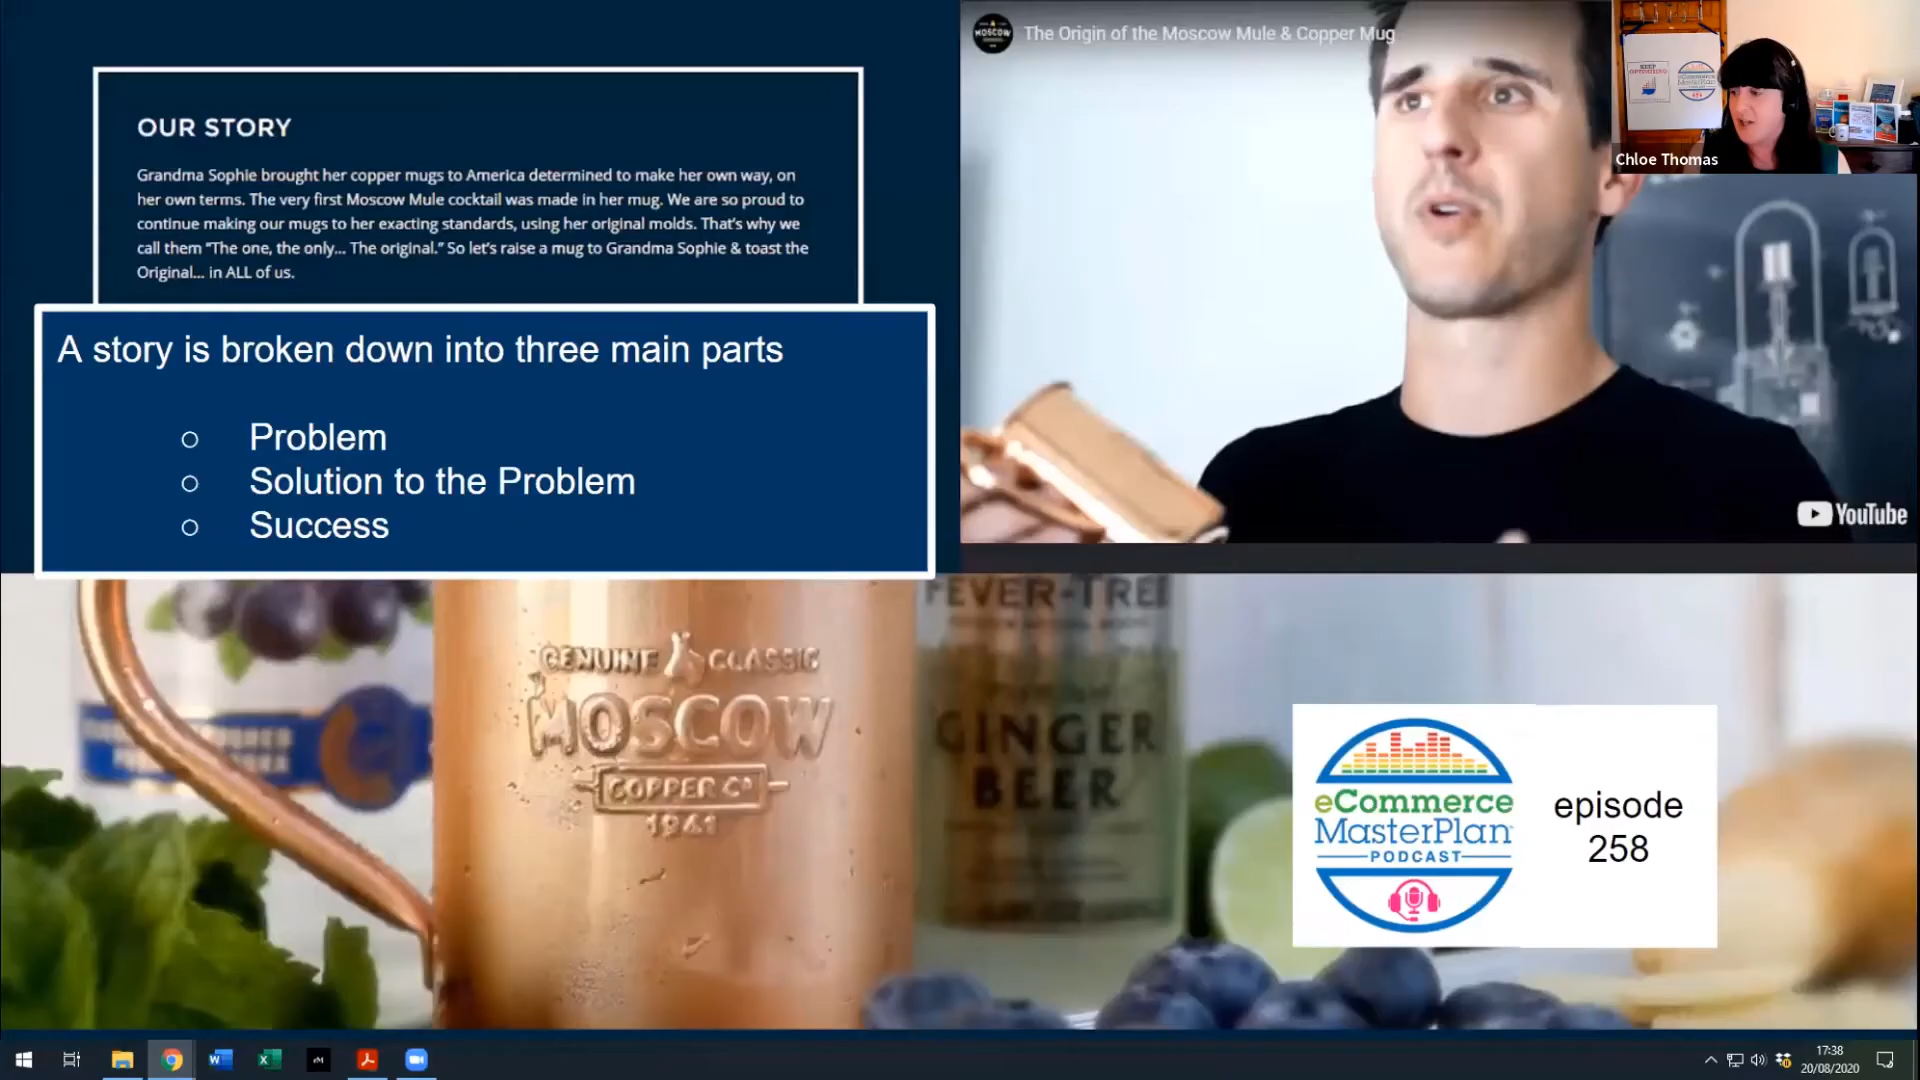 OUR STORY
Grandma Sophie brought her copper mugs to America determined to make her own way, on
her own terms. The very first Moscow Mule cocktail was made in her mug. We are so proud to
continue making our mugs to her exacting standards, using her original molds. That's why we
call them "The one, the only... The original." So let's raise a mug to Grandma Sophie & toast the
Original... in ALL of us.
A story is broken down into three main parts
Problem
Solution to the Problem
Success
MOSCOW
The Origin of the Moscow Mule & Copper Mug
KEEP
OPTIMISING
eCommerce
MasterPlan
Chloe Thomas
YouTube
GENUINE CLASSIC
MOSCOW
COPPER Co
1941
FEVER-TREE
GINGER
BEER
eCommerce
MasterPlan
PODCAST
episode
258
17:38
20/08/2020